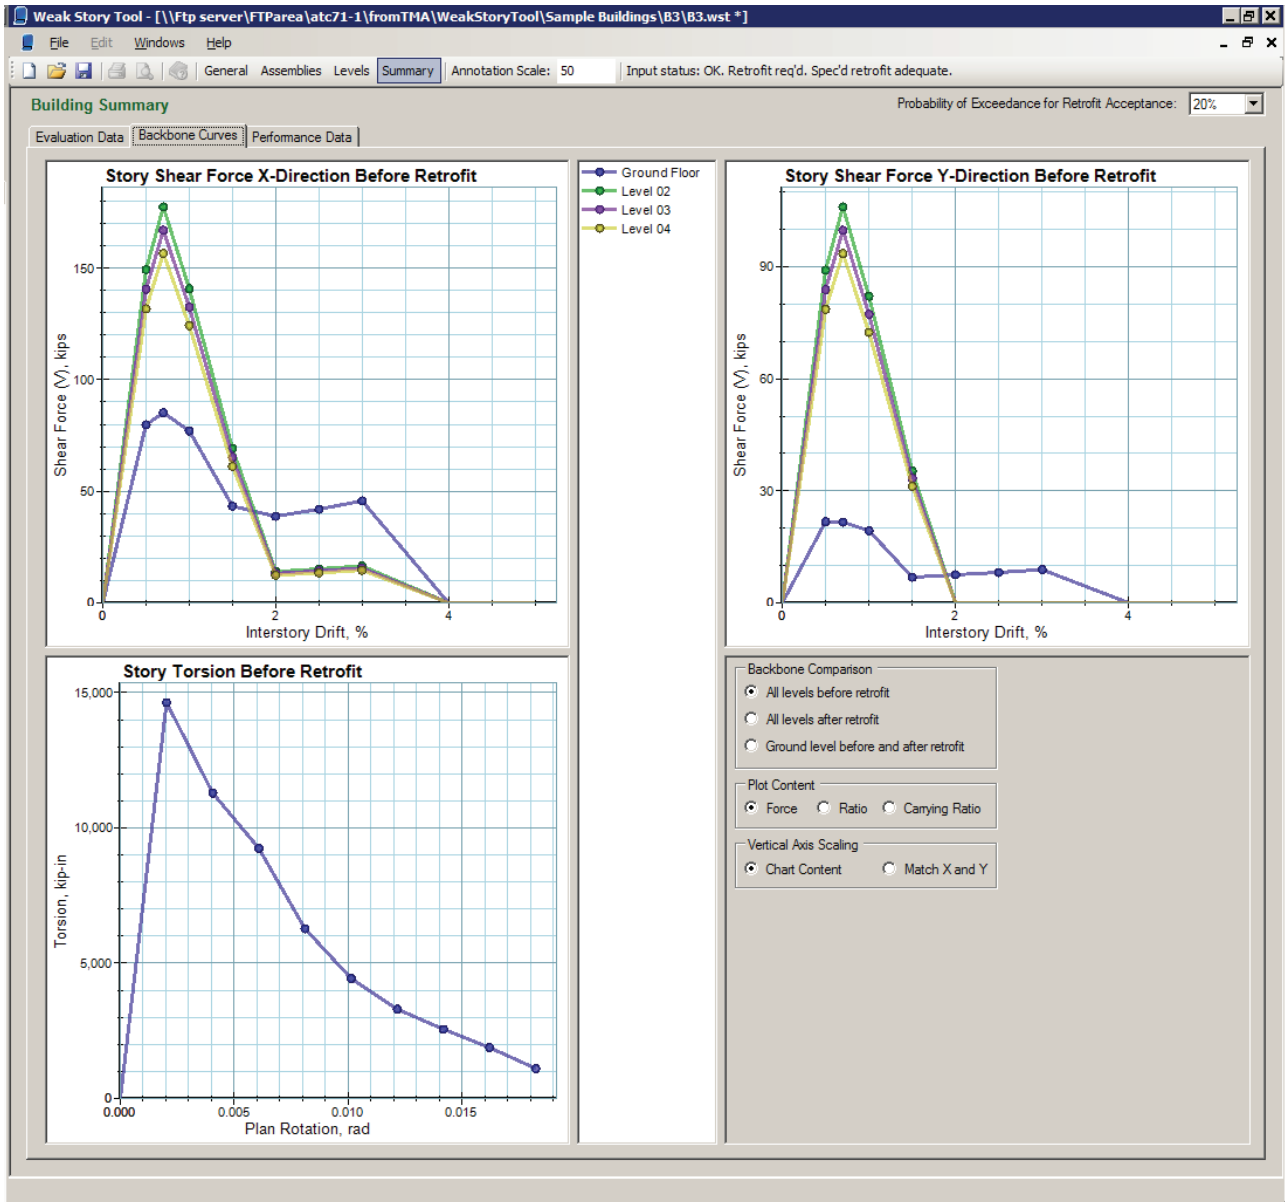 Weak Story Tool - [\\Ftp server\FTParea\atc71-1\fromTMA\WeakStoryTool\Sample Buildings\B3\B3.wst *]
File Edit Windows Help
General Assemblies Levels Summary Annotation Scale: 50 Input status: OK. Retrofit req'd. Spec'd retrofit adequate.
Building Summary
Probability of Exceedance for Retrofit Acceptance: 20%
Evaluation Data Backbone Curves Performance Data
Story Shear Force X-Direction Before Retrofit
150
100
50
0
Shear Force (V), kips
0 2 4
Interstory Drift, %
Ground Floor
Level 02
Level 03
Level 04
Story Shear Force Y-Direction Before Retrofit
90
60
30
0
Shear Force (V), kips
0 2 4
Interstory Drift, %
Story Torsion Before Retrofit
15,000
10,000
5,000
0
Torsion, kip-in
0.000 0.005 0.010 0.015
Plan Rotation, rad
Backbone Comparison
All levels before retrofit
All levels after retrofit
Ground level before and after retrofit
Plot Content
Force Ratio Carrying Ratio
Vertical Axis Scaling
Chart Content Match X and Y